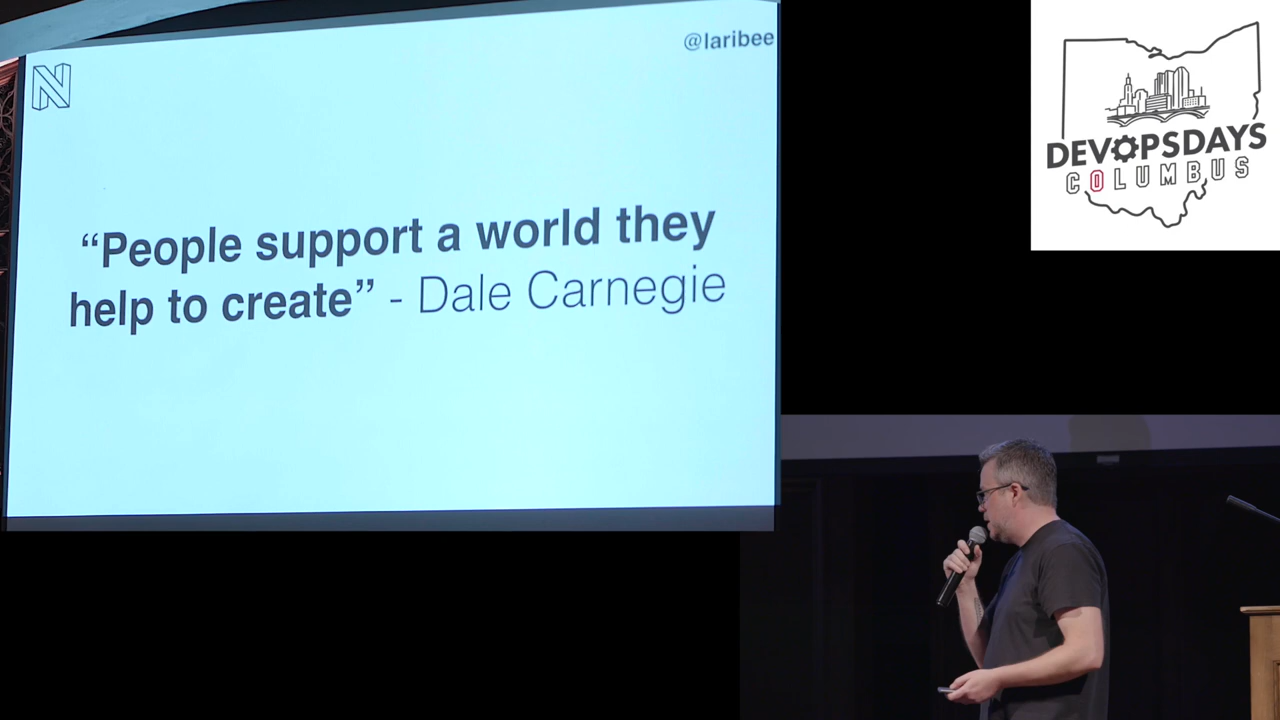 @laribee
N
“People support a world they
help to create” - Dale Carnegie
DEVOPSDAYS
COLUMBUS